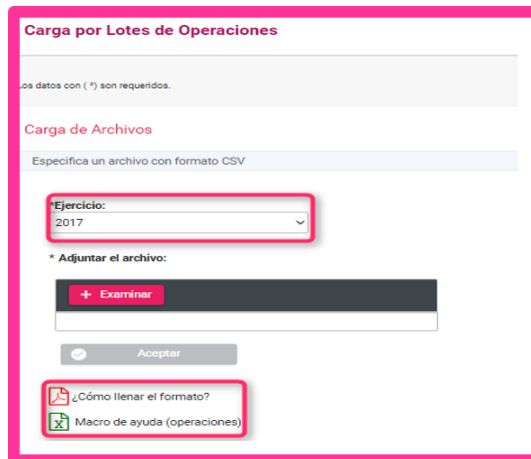 Carga por Lotes de Operaciones
Los datos con ( *) son requeridos.
Carga de Archivos
Especifica un archivo con formato CSV
*Ejercicio:
2017
* Adjuntar el archivo:
+ Examinar
Aceptar
¿Cómo llenar el formato?
Macro de ayuda (operaciones)